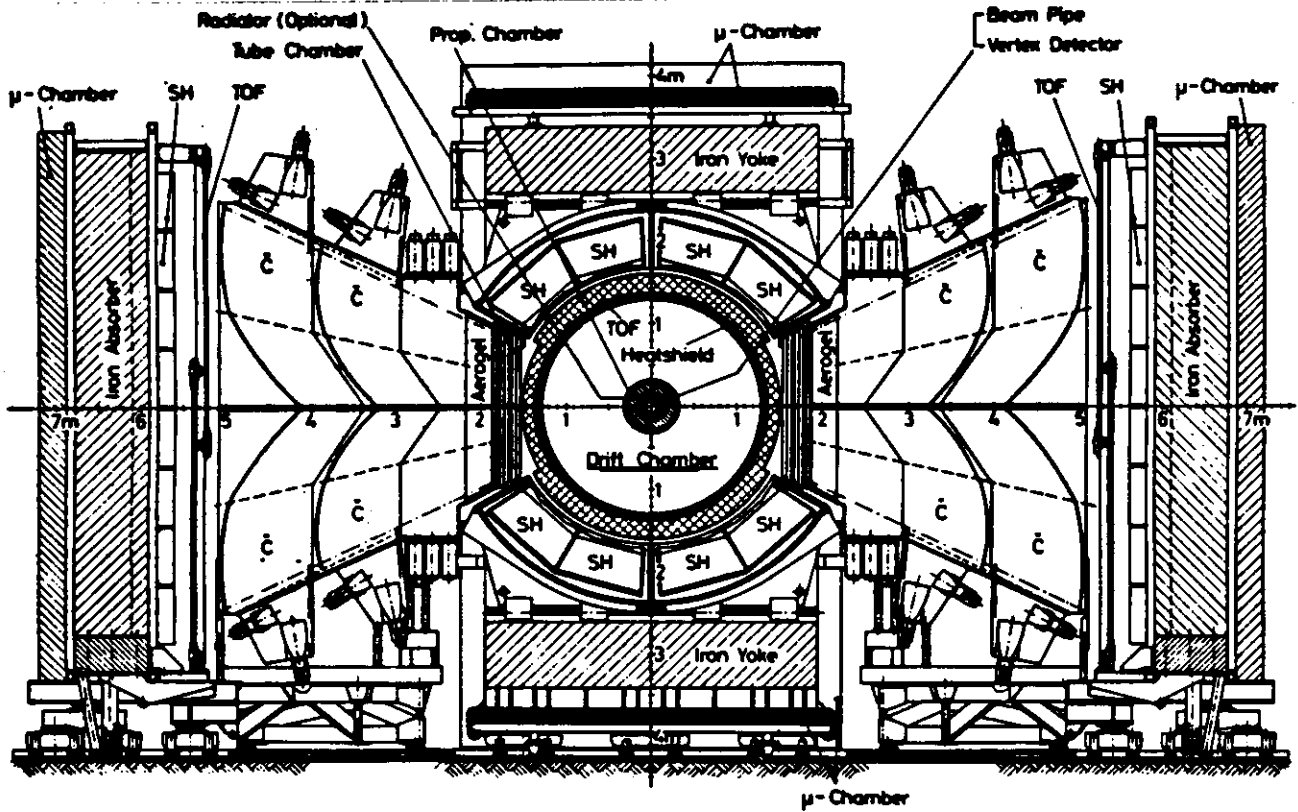 Radiator (Optional)
Tube Chamber
Prop. Chamber
μ-Chamber
Beam Pipe
Vertex Detector
μ-Chamber
SH
TOF
TOF
SH
μ-Chamber
4m
3 Iron Yoke
SH
SH
SH
SH
2
Č
Č
Č
Č
Iron Absorber
Aerogel
TOF
1
Heatshield
Aerogel
Iron Absorber
7m
6
5
4
3
2
1
1
2
3
4
5
6
7m
Drift Chamber
1
Č
Č
SH
SH
SH
SH
2
Č
Č
3 Iron Yoke
4m
μ-Chamber